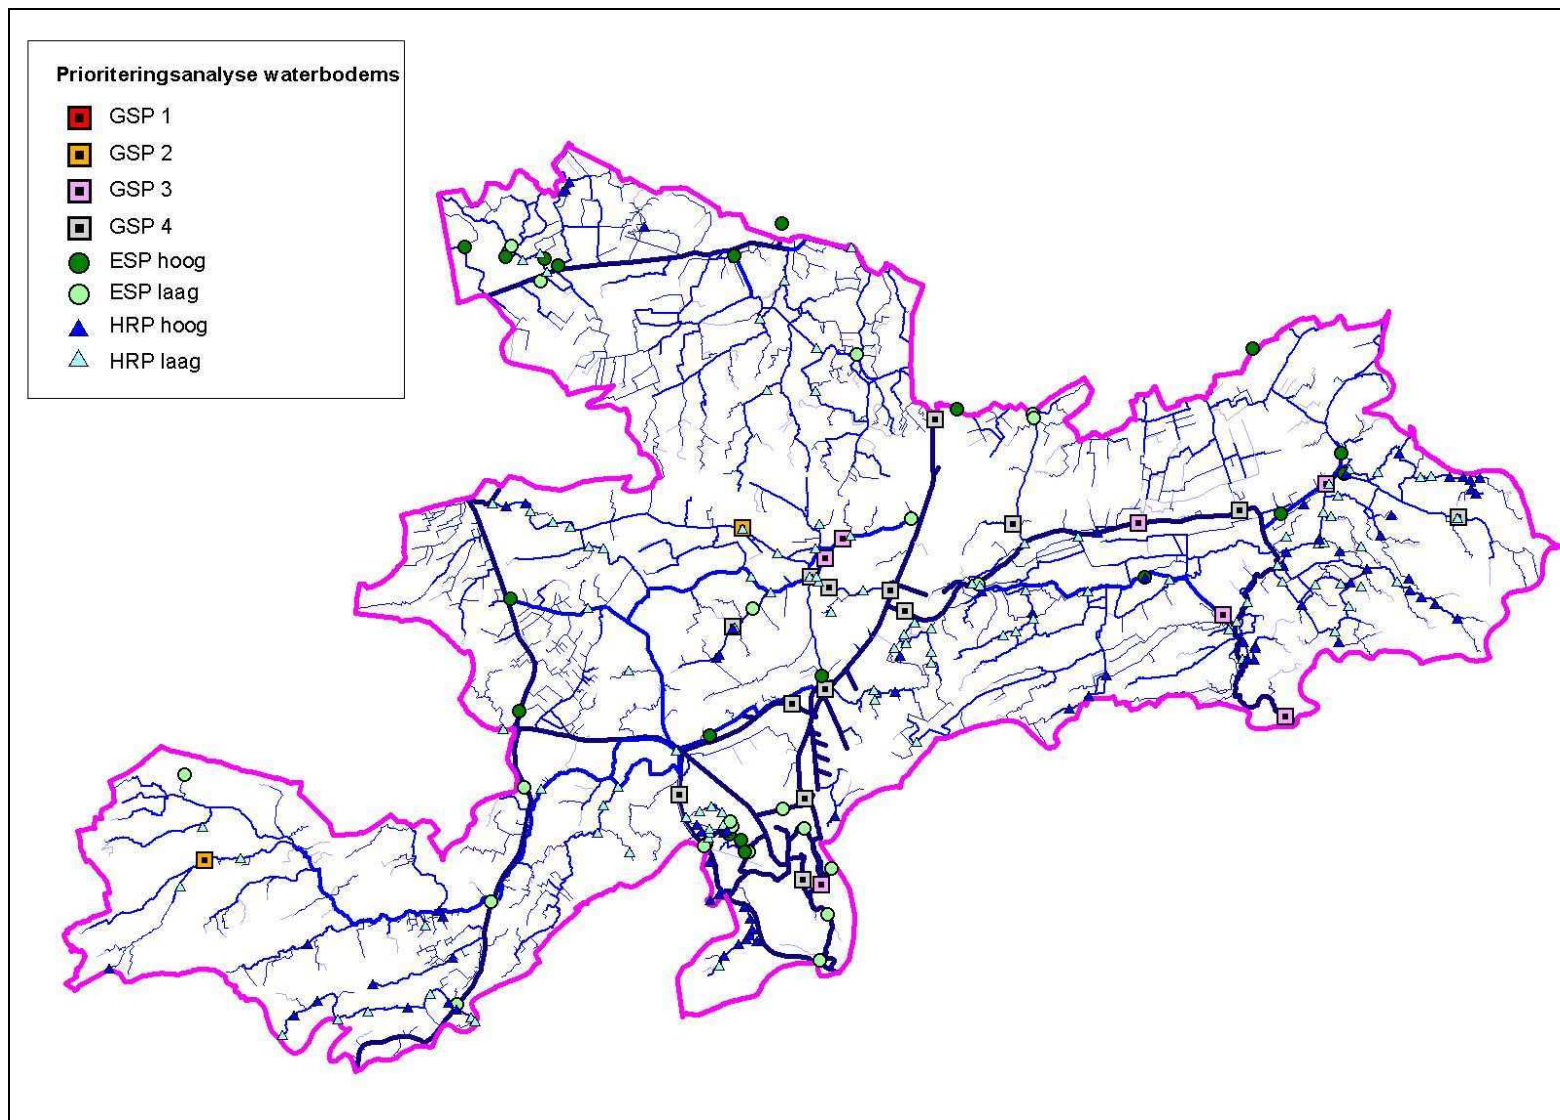 Prioriteringsanalyse waterbodems
GSP 1
GSP 2
GSP 3
GSP 4
ESP hoog
ESP laag
HRP hoog
HRP laag